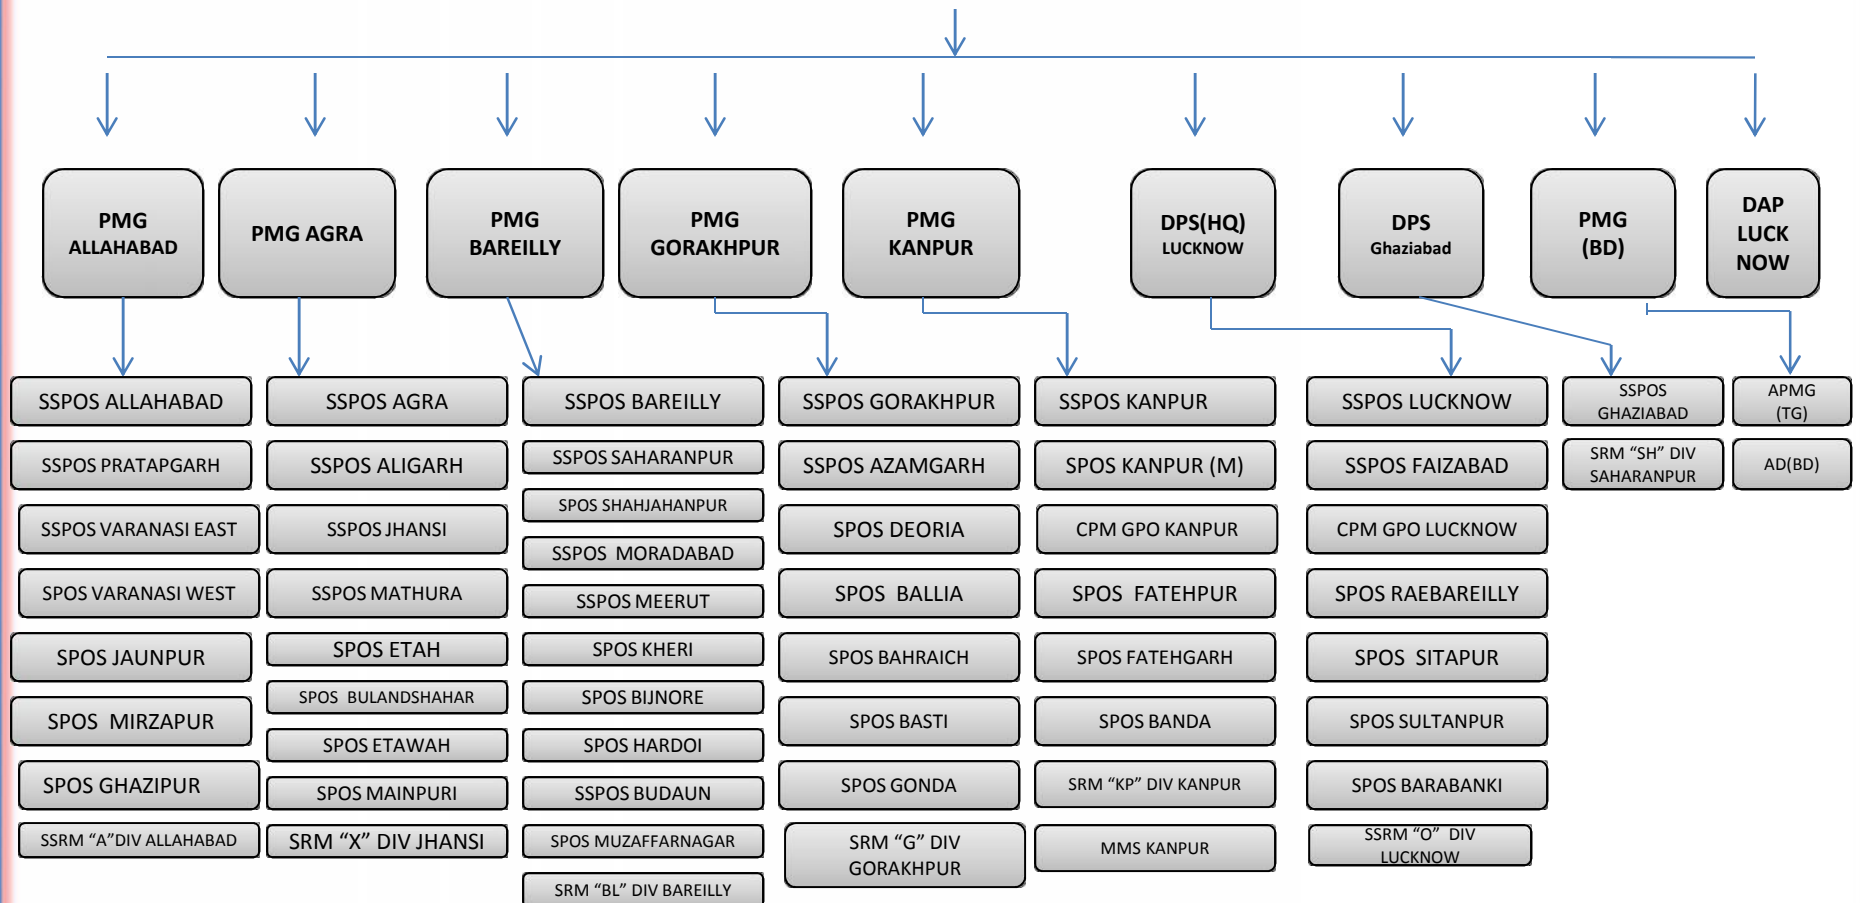 PMG
ALLAHABAD
PMG AGRA
PMG
BAREILLY
PMG
GORAKHPUR
PMG
KANPUR
DPS(HQ)
LUCKNOW
DPS
Ghaziabad
PMG
(BD)
DAP
LUCK
NOW
SSPOS ALLAHABAD
SSPOS PRATAPGARH
SSPOS VARANASI EAST
SPOS VARANASI WEST
SPOS JAUNPUR
SPOS MIRZAPUR
SPOS GHAZIPUR
SSRM "A"DIV ALLAHABAD
SSPOS AGRA
SSPOS ALIGARH
SSPOS JHANSI
SSPOS MATHURA
SPOS ETAH
SPOS BULANDSHAHAR
SPOS ETAWAH
SPOS MAINPURI
SRM "X" DIV JHANSI
SSPOS BAREILLY
SSPOS SAHARANPUR
SPOS SHAHJAHANPUR
SSPOS MORADABAD
SSPOS MEERUT
SPOS KHERI
SPOS BIJNORE
SPOS HARDOI
SSPOS BUDAUN
SPOS MUZAFFARNAGAR
SRM "BL" DIV BAREILLY
SSPOS GORAKHPUR
SSPOS AZAMGARH
SPOS DEORIA
SPOS BALLIA
SPOS BAHRAICH
SPOS BASTI
SPOS GONDA
SRM "G" DIV
GORAKHPUR
SSPOS KANPUR
SPOS KANPUR (M)
CPM GPO KANPUR
SPOS FATEHPUR
SPOS FATEHGARH
SPOS BANDA
SRM "KP" DIV KANPUR
MMS KANPUR
SSPOS LUCKNOW
SSPOS FAIZABAD
CPM GPO LUCKNOW
SPOS RAEBAREILLY
SPOS SITAPUR
SPOS SULTANPUR
SPOS BARABANKI
SSRM "O" DIV
LUCKNOW
SSPOS
GHAZIABAD
SRM "SH" DIV
SAHARANPUR
APMG
(TG)
AD(BD)